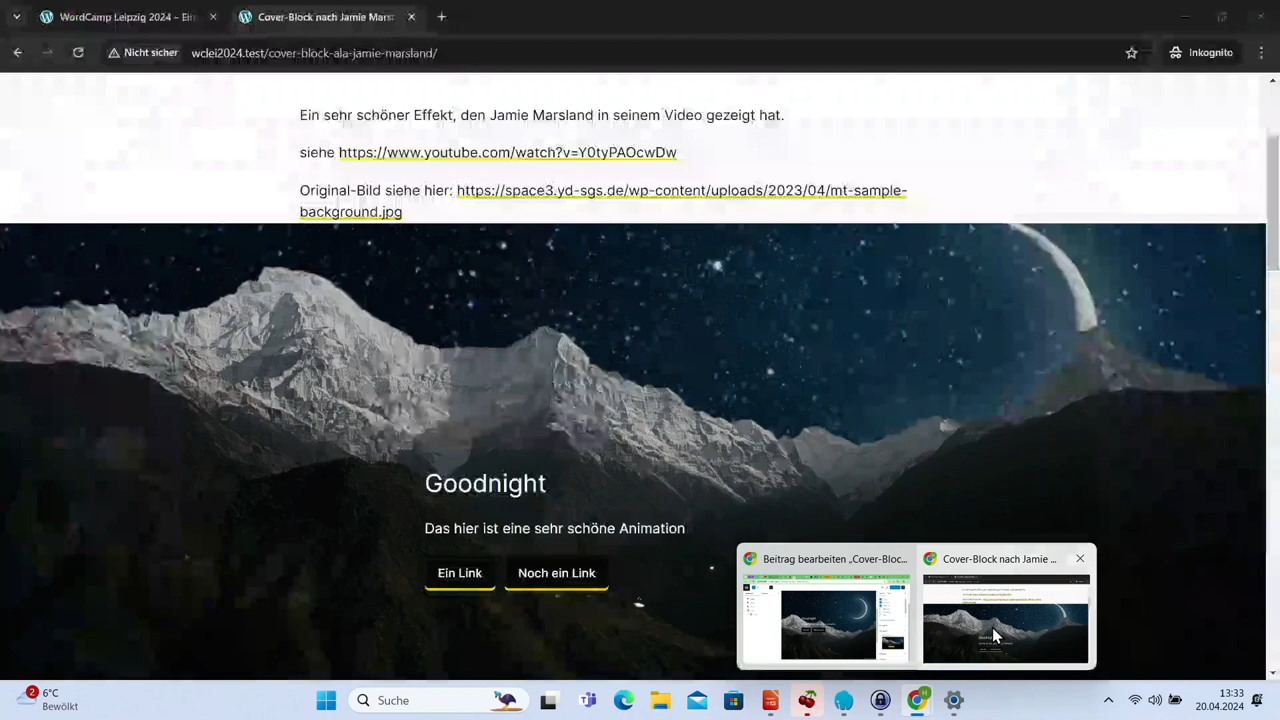 WordCamp Leipzig 2024 – Ein
Cover-Block nach Jamie Mars
Nicht sicher
wclei2024.test/cover-block-ala-jamie-marsland/
Inkognito
Ein sehr schöner Effekt, den Jamie Marsland in seinem Video gezeigt hat.
siehe https://www.youtube.com/watch?v=Y0tyPAOcwDw
Original-Bild siehe hier: https://space3.yd-sgs.de/wp-content/uploads/2023/04/mt-sample-
background.jpg
Goodnight
Das hier ist eine sehr schöne Animation
Ein Link
Noch ein Link
Beitrag bearbeiten „Cover-Bloc...
Cover-Block nach Jamie ...
2
6°C
Bewölkt
Suche
13:33
20.04.2024